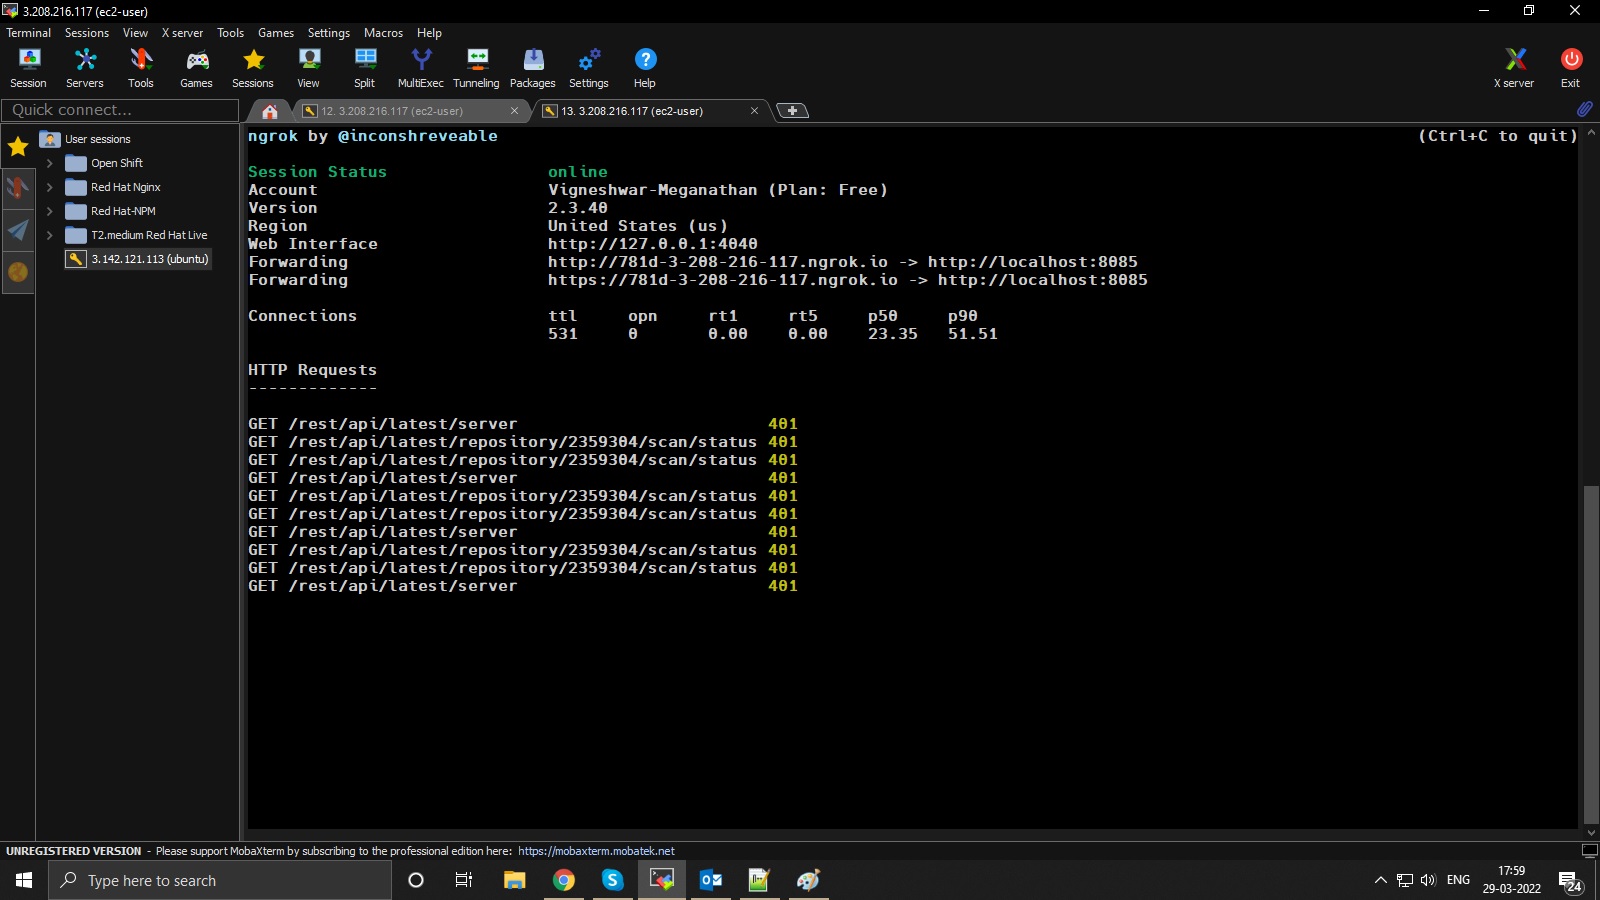 3.208.216.117 (ec2-user)
Terminal Sessions View X server Tools Games Settings Macros Help
Session Servers Tools Games Sessions View Split MultiExec Tunneling Packages Settings Help X server Exit
Quick connect...
12. 3.208.216.117 (ec2-user)
13. 3.208.216.117 (ec2-user)
User sessions
Open Shift
Red Hat Nginx
Red Hat-NPM
T2.medium Red Hat Live
3.142.121.113 (ubuntu)
ngrok by @inconshreveable (Ctrl+C to quit)
Session Status online
Account Vigneshwar-Meganathan (Plan: Free)
Version 2.3.40
Region United States (us)
Web Interface http://127.0.0.1:4040
Forwarding http://781d-3-208-216-117.ngrok.io -> http://localhost:8085
Forwarding https://781d-3-208-216-117.ngrok.io -> http://localhost:8085
Connections ttl opn rt1 rt5 p50 p90
531 0 0.00 0.00 23.35 51.51
HTTP Requests
-------------
GET /rest/api/latest/server 401
GET /rest/api/latest/repository/2359304/scan/status 401
GET /rest/api/latest/repository/2359304/scan/status 401
GET /rest/api/latest/server 401
GET /rest/api/latest/repository/2359304/scan/status 401
GET /rest/api/latest/repository/2359304/scan/status 401
GET /rest/api/latest/server 401
GET /rest/api/latest/repository/2359304/scan/status 401
GET /rest/api/latest/repository/2359304/scan/status 401
GET /rest/api/latest/server 401
UNREGISTERED VERSION - Please support MobaXterm by subscribing to the professional edition here: https://mobaxterm.mobatek.net
Type here to search
ENG
17:59
29-03-2022
24